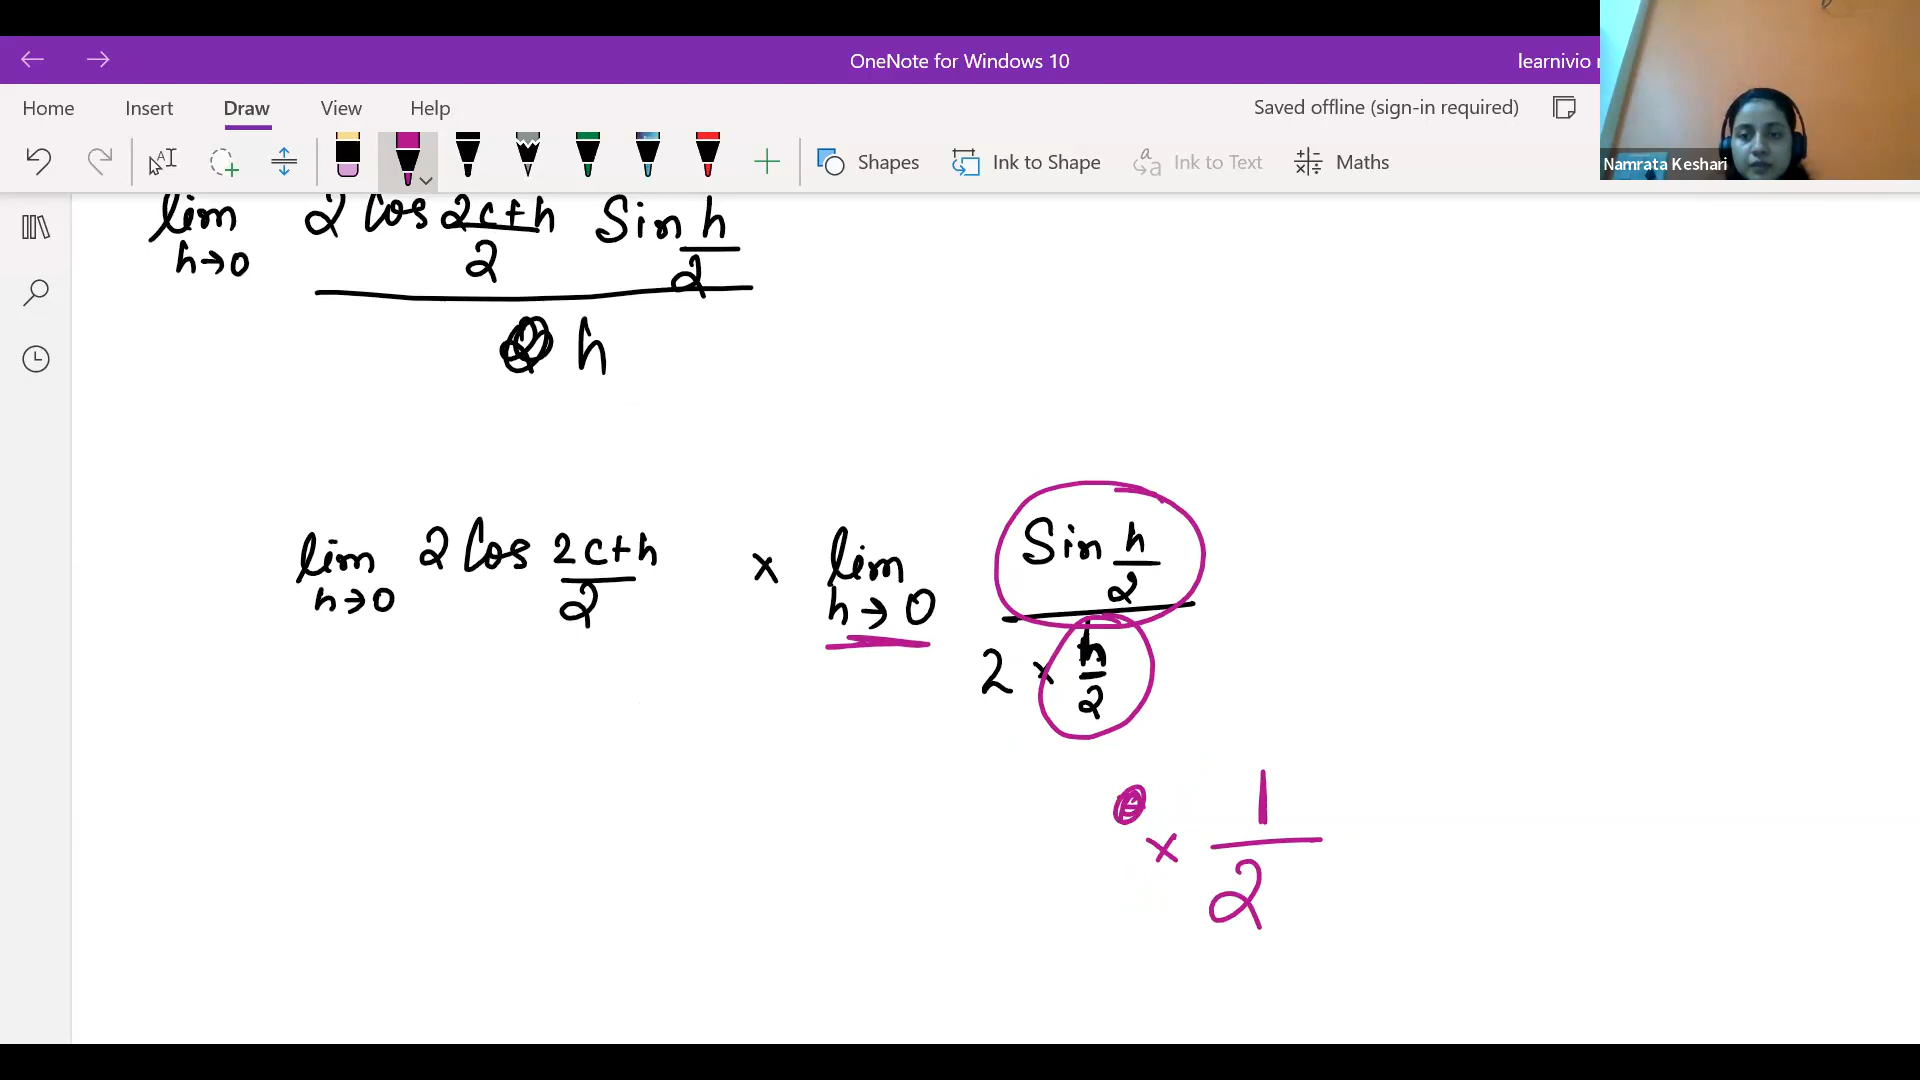 OneNote for Windows 10
learnivio
Home Insert Draw View Help
Saved offline (sign-in required)
Shapes Ink to Shape Ink to Text Maths
Namrata Keshari
lim h→0 2 Cos 2c+h/2 Sin h/2
h
lim h→0 2 Cos 2c+h/2 × lim h→0 Sin h/2
2 × h/2
× 1/2